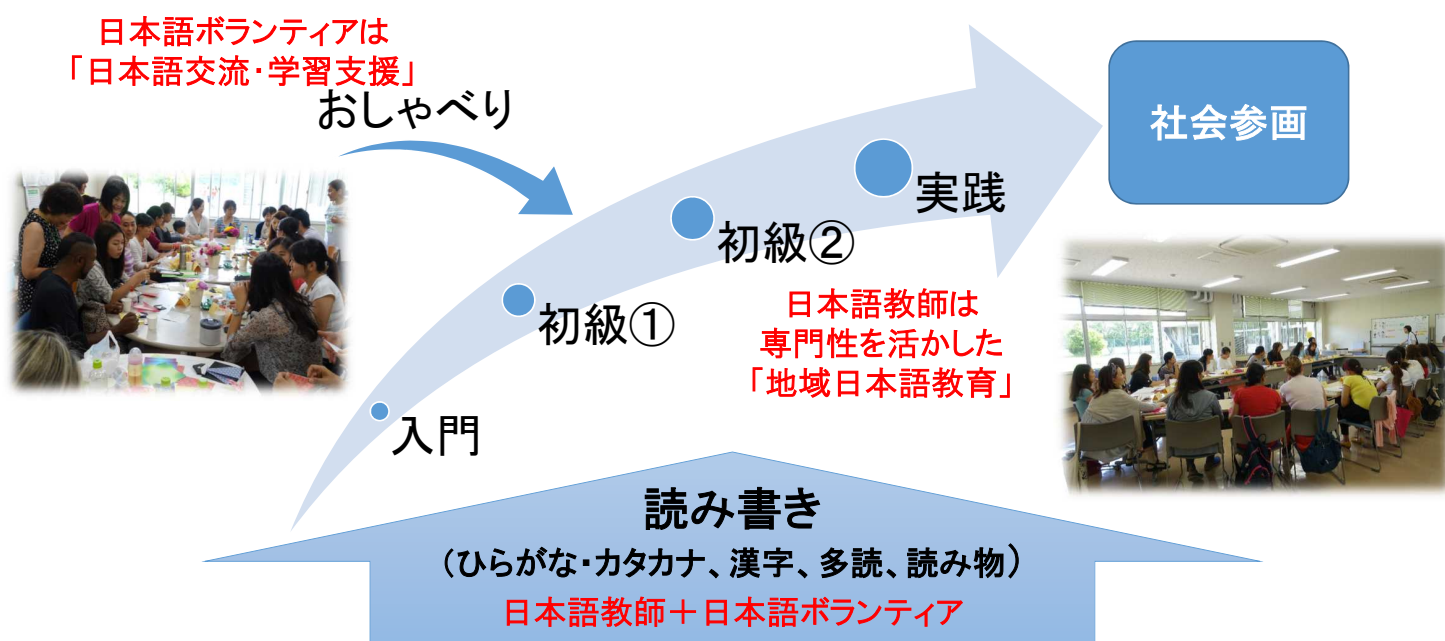 日本語ボランティアは
「日本語交流・学習支援」
おしゃべり
社会参画
実践
初級②
初級①
入門
日本語教師は
専門性を活かした
「地域日本語教育」
読み書き
（ひらがな・カタカナ、漢字、多読、読み物）
日本語教師＋日本語ボランティア